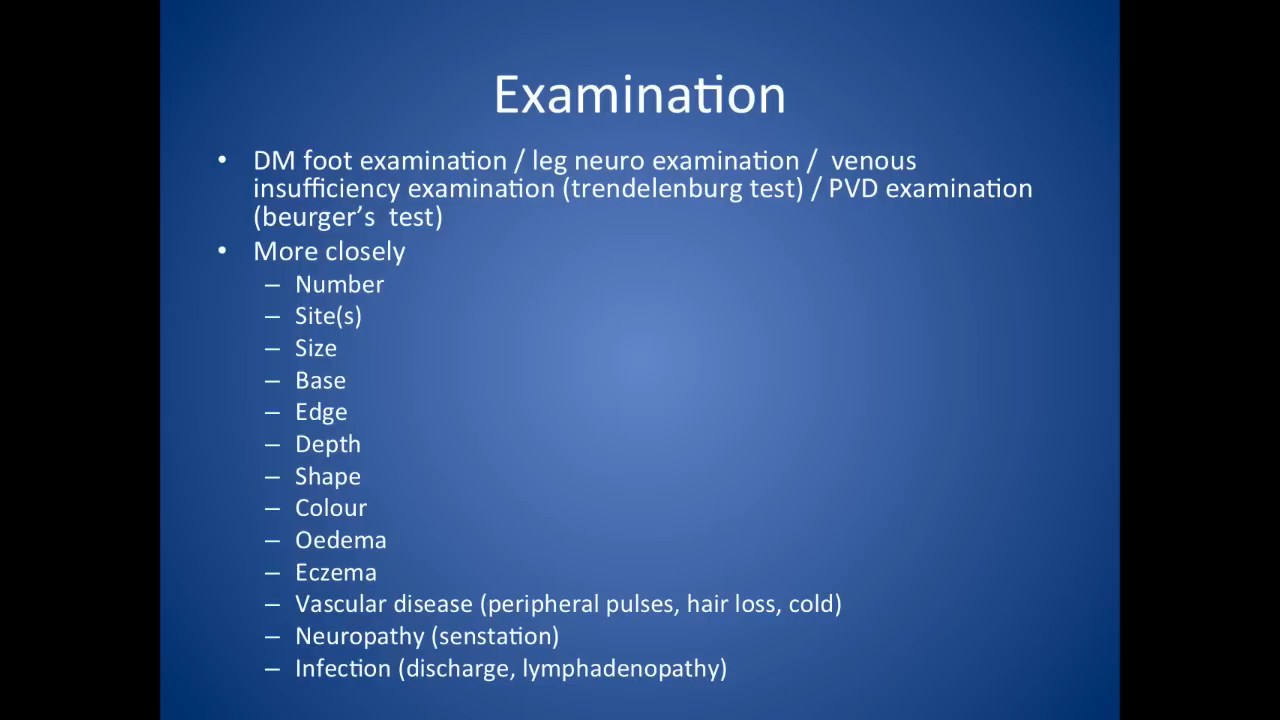 Examination
• DM foot examination / leg neuro examination /  venous
insufficiency examination (trendelenburg test) / PVD examination
(beurger’s  test)
• More closely
– Number
– Site(s)
– Size
– Base
– Edge
– Depth
– Shape
– Colour
– Oedema
– Eczema
– Vascular disease (peripheral pulses, hair loss, cold)
– Neuropathy (senstation)
– Infection (discharge, lymphadenopathy)